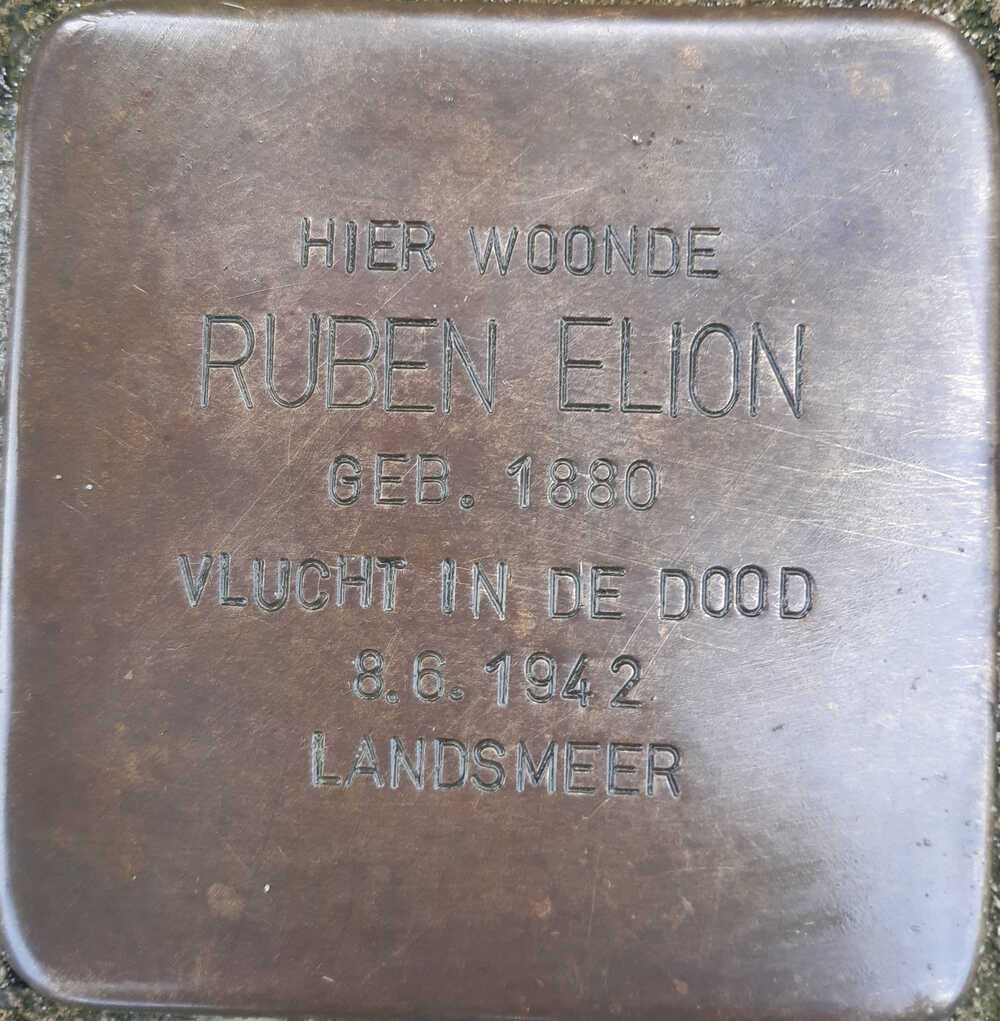 HIER WOONDE
RUBEN ELION
GEB. 1880
VLUCHT IN DE DOOD
8.6.1942
LANDSMEER